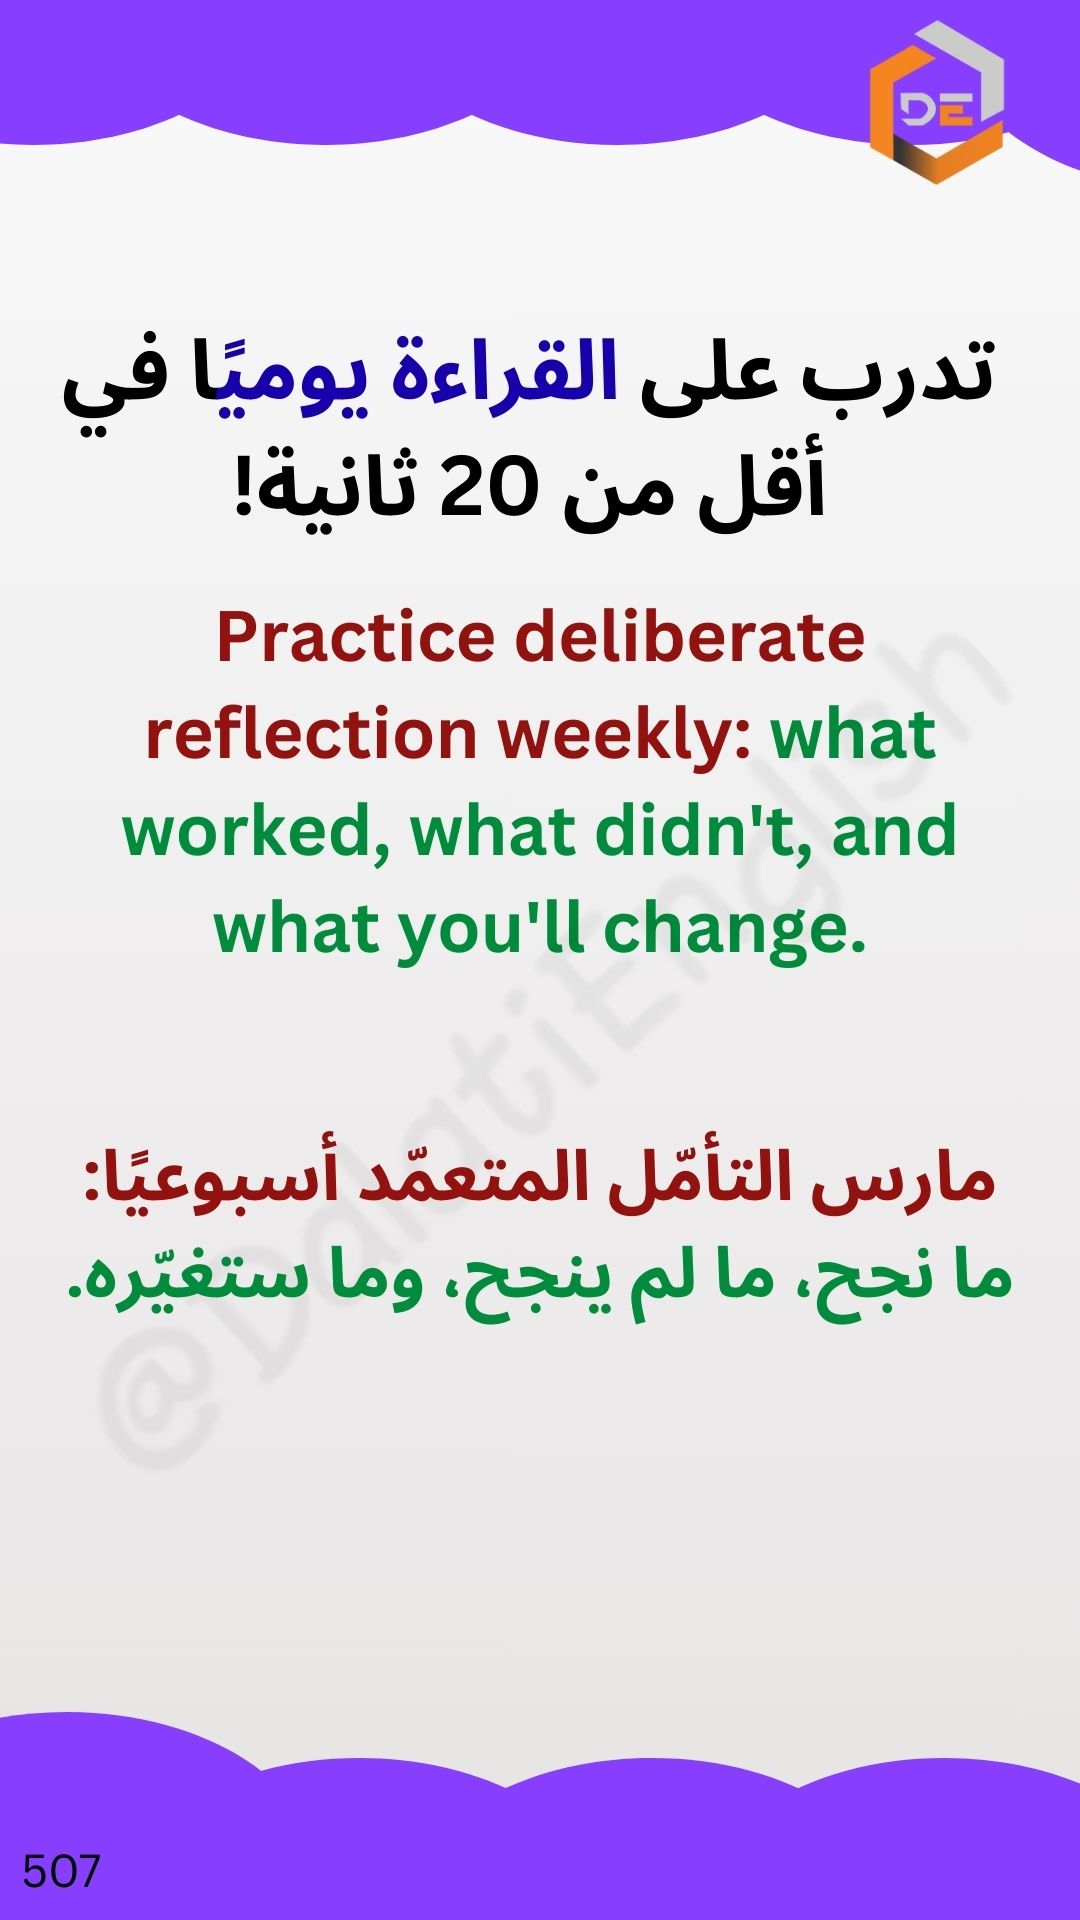 DE
تدرب على القراءة يوميًا في
أقل من 20 ثانية!
Practice deliberate
reflection weekly: what
worked, what didn't, and
what you'll change.
مارس التأمّل المتعمّد أسبوعيًا:
ما نجح، ما لم ينجح، وما ستغيّره.
@DalatiEnglish
507